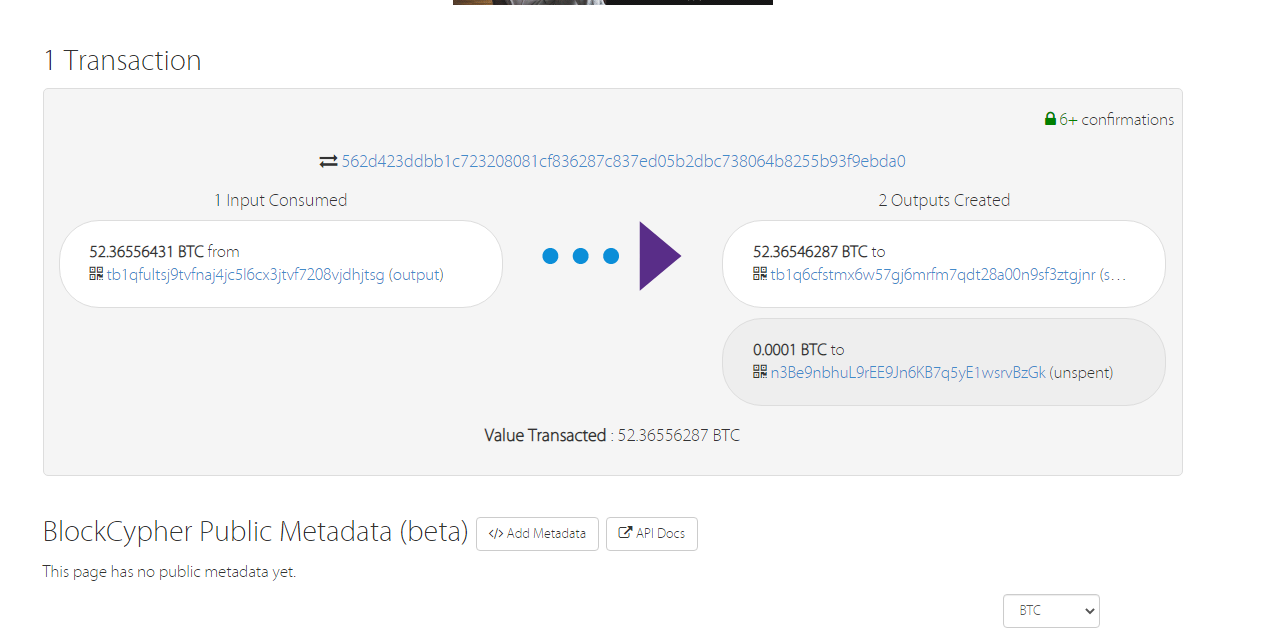 1 Transaction
6+ confirmations
562d423ddbb1c723208081cf836287c837ed05b2dbc738064b8255b93f9ebda0
1 Input Consumed
2 Outputs Created
52.36556431 BTC from
tb1qfultsj9tvfnaj4jc5l6cx3jtvf7208vjdhjtsg (output)
52.36546287 BTC to
tb1q6cfstmx6w57gj6mrfm7qdt28a00n9sf3ztgjnr (s...
0.0001 BTC to
n3Be9nbhuL9rEE9Jn6KB7q5yE1wsrvBzGk (unspent)
Value Transacted : 52.36556287 BTC
BlockCypher Public Metadata (beta)
</> Add Metadata
API Docs
This page has no public metadata yet.
BTC